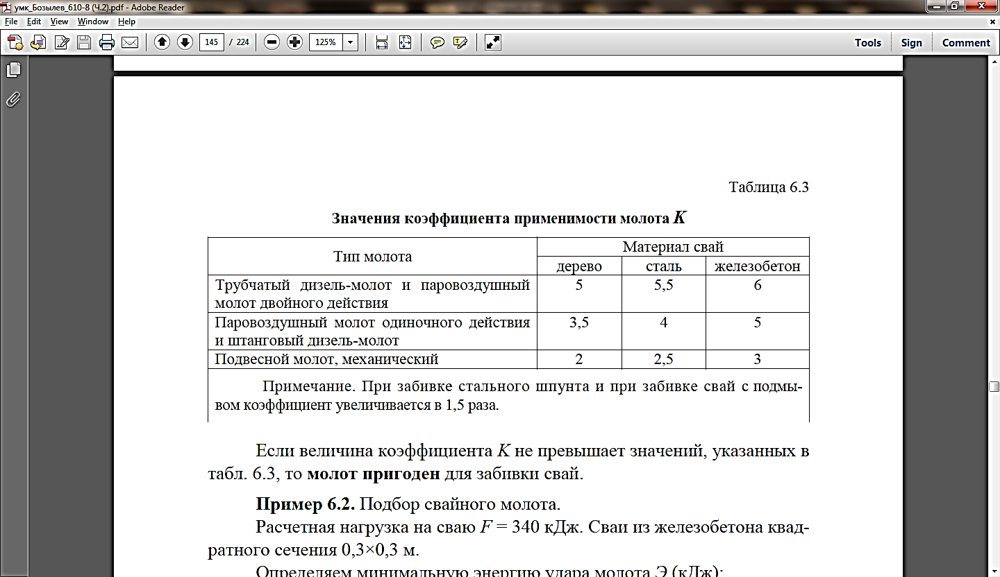 умк_Бозылев_610-8 (Ч.2).pdf - Adobe Reader
File Edit View Window Help
145 / 224 125% Tools Sign Comment
Таблица 6.3
Значения коэффициента применимости молота K
Тип молота
Материал свай
дерево сталь железобетон
Трубчатый дизель-молот и паровоздушный
молот двойного действия
5 5,5 6
Паровоздушный молот одиночного действия
и штанговый дизель-молот
3,5 4 5
Подвесной молот, механический 2 2,5 3
Примечание. При забивке стального шпунта и при забивке свай с подмы-
вом коэффициент увеличивается в 1,5 раза.
Если величина коэффициента K не превышает значений, указанных в
табл. 6.3, то молот пригоден для забивки свай.
Пример 6.2. Подбор свайного молота.
Расчетная нагрузка на сваю F = 340 кДж. Сваи из железобетона квад-
ратного сечения 0,3×0,3 м.
Определяем минимальную энергию удара молота Э (кДж):